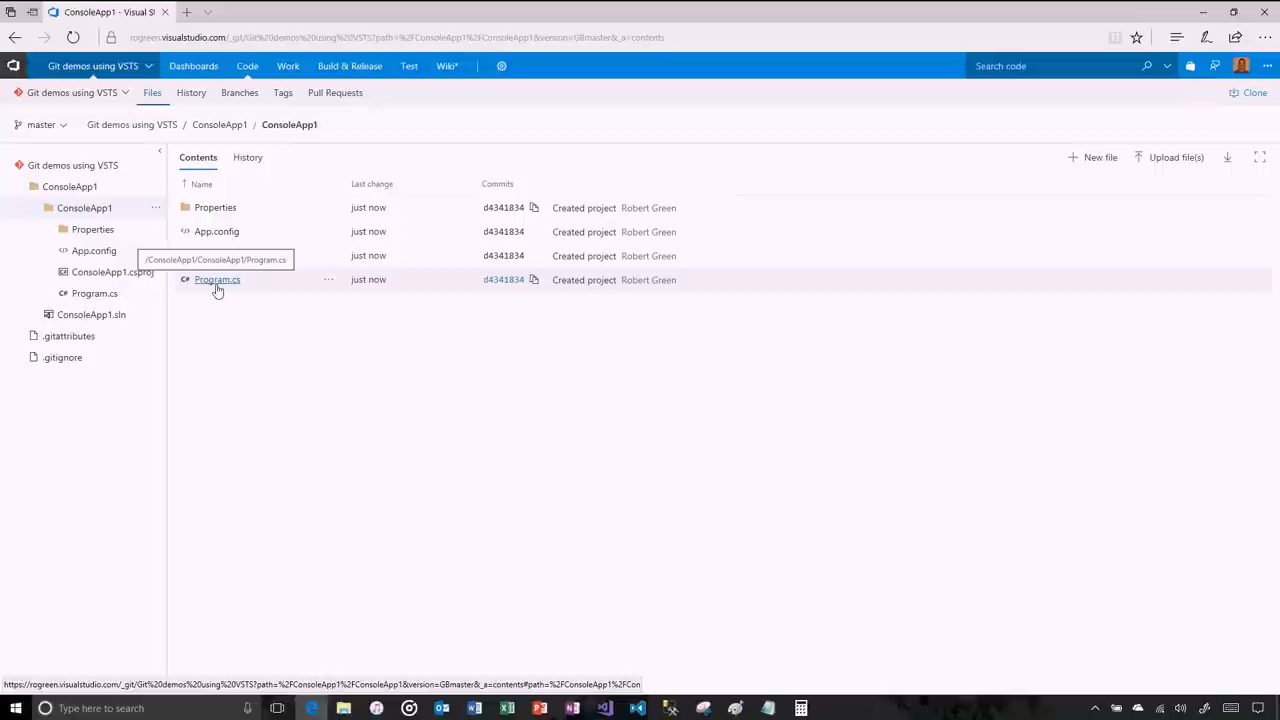 ConsoleApp1 - Visual St
rogreen.visualstudio.com/_git/Git%20demos%20using%20VSTS?path=%2FConsoleApp1%2FConsoleApp1&version=GBmaster&_a=contents
Git demos using VSTS Dashboards Code Work Build & Release Test Wiki* Search code
Git demos using VSTS Files History Branches Tags Pull Requests Clone
master Git demos using VSTS / ConsoleApp1 / ConsoleApp1
Contents History New file Upload file(s)
Git demos using VSTS
ConsoleApp1
ConsoleApp1
Properties
App.config
ConsoleApp1.csproj
Program.cs
ConsoleApp1.sln
.gitattributes
.gitignore
Name Last change Commits
Properties just now d4341834 Created project Robert Green
App.config just now d4341834 Created project Robert Green
just now d4341834 Created project Robert Green
/ConsoleApp1/ConsoleApp1/Program.cs
C# Program.cs just now d4341834 Created project Robert Green
https://rogreen.visualstudio.com/_git/Git%20demos%20using%20VSTS?path=%2FConsoleApp1%2FConsoleApp1&version=GBmaster&_a=contents#path=%2FConsoleApp1%2FCon
Type here to search